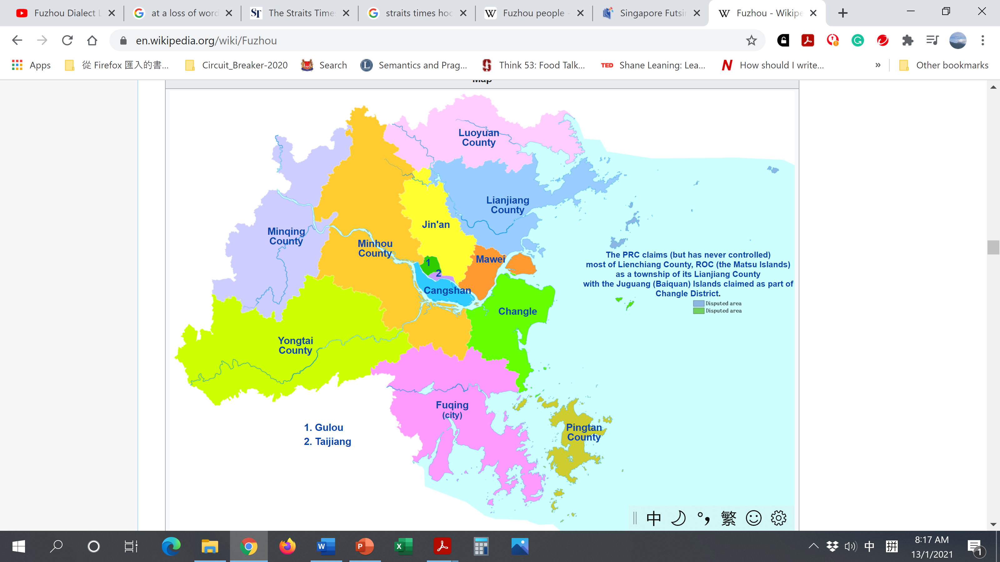 Fuzhou Dialect L
at a loss of word
The Straits Time
straits times hoc
Fuzhou people -
Singapore Futsin
Fuzhou - Wikipe
en.wikipedia.org/wiki/Fuzhou
Apps
從 Firefox 匯入的書...
Circuit_Breaker-2020
Search
Semantics and Prag...
Think 53: Food Talk...
TED
Shane Leaning: Lea...
How should I write...
»
Other bookmarks
Map
Luoyuan
County
Lianjiang
County
Jin'an
Minqing
County
Minhou
County
Mawei
1
2
Cangshan
The PRC claims (but has never controlled)
most of Lienchiang County, ROC (the Matsu Islands)
as a township of its Lianjiang County
with the Juguang (Baiquan) Islands claimed as part of
Changle District.
Disputed area
Disputed area
Changle
Yongtai
County
Fuqing
(city)
Pingtan
County
1. Gulou
2. Taijiang
中
繁
中
拼
8:17 AM
13/1/2021
1